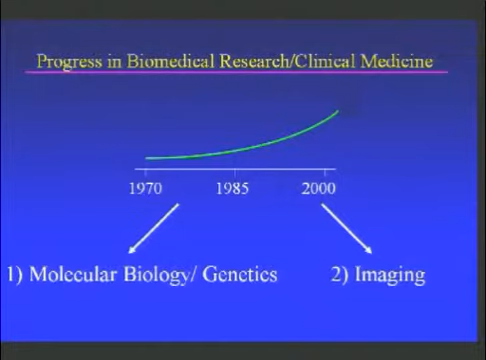 Progress in Biomedical Research/Clinical Medicine
1970 1985 2000
1) Molecular Biology/ Genetics 2) Imaging